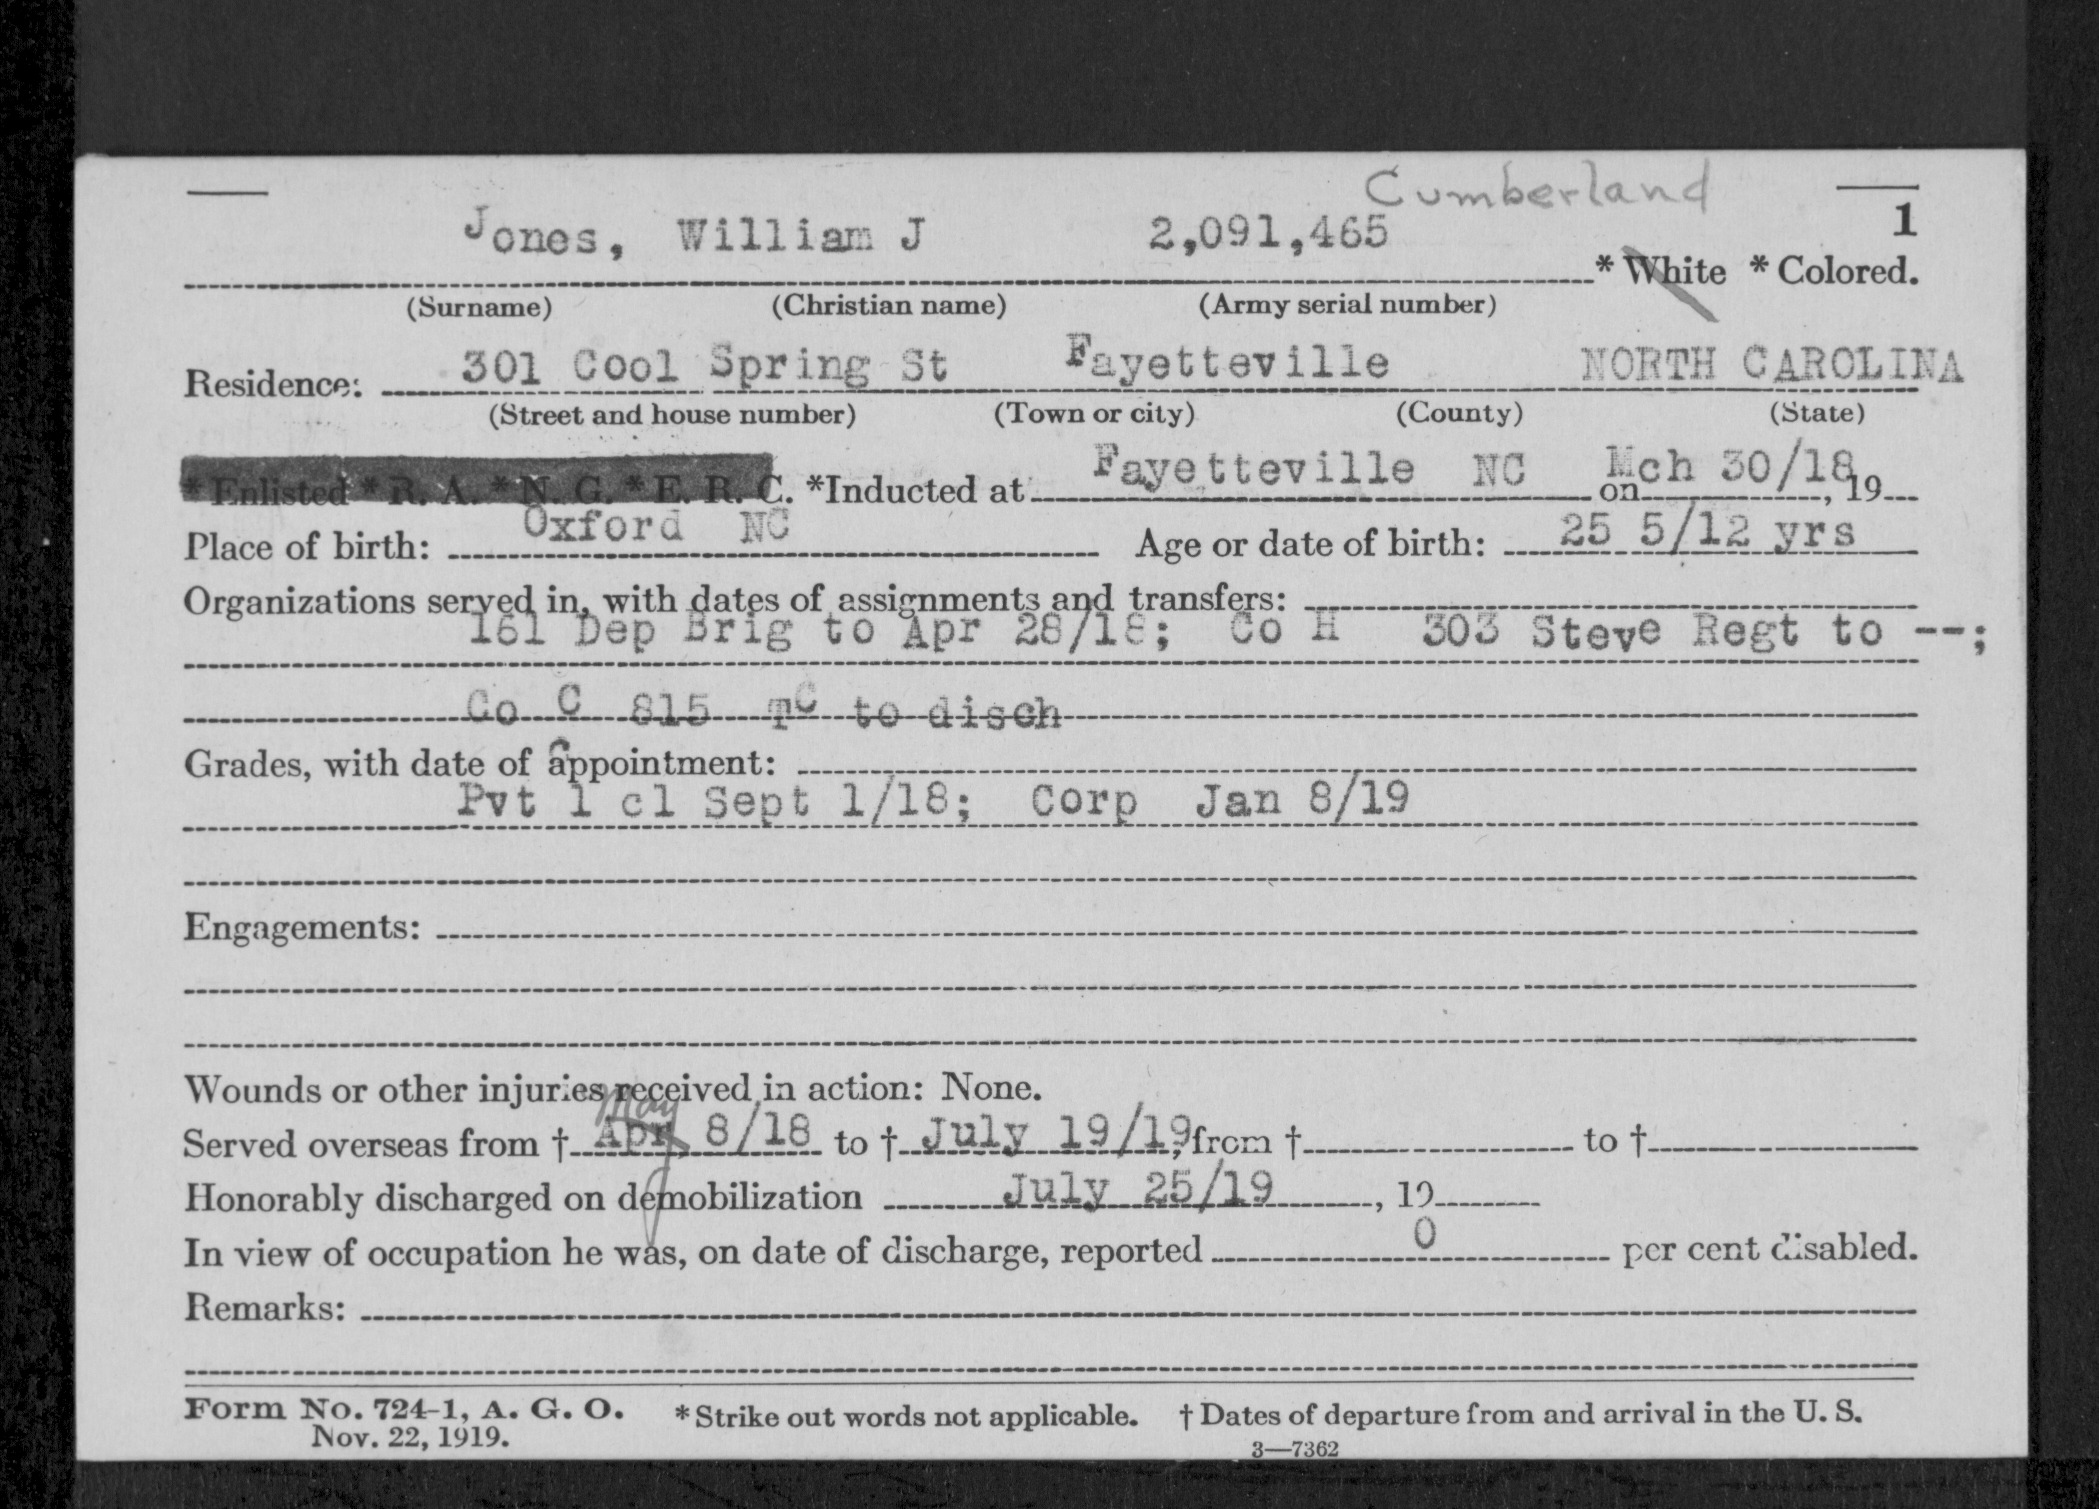 Cumberland
Jones, William J 2,091,465 1
* White * Colored.
(Surname) (Christian name) (Army serial number)
Residence: 301 Cool Spring St Fayetteville NORTH CAROLINA
(Street and house number) (Town or city) (County) (State)
* Enlisted * R. A. * N. G. * E. R. C. *Inducted at Fayetteville NC on Mch 30/18, 19
Place of birth: Oxford NC Age or date of birth: 25 5/12 yrs
Organizations served in, with dates of assignments and transfers:
161 Dep Brig to Apr 28/18; Co H 303 Steve Regt to --;
Co C 815 TC to disch
Grades, with date of appointment:
Pvt 1 cl Sept 1/18; Corp Jan 8/19
Engagements:
Wounds or other injuries received in action: None.
May
Served overseas from † Apr 8/18 to † July 19/19, from † to †
Honorably discharged on demobilization July 25/19, 19
In view of occupation he was, on date of discharge, reported 0 per cent disabled.
Remarks:
Form No. 724-1, A. G. O. * Strike out words not applicable. † Dates of departure from and arrival in the U. S.
Nov. 22, 1919. 3—7362